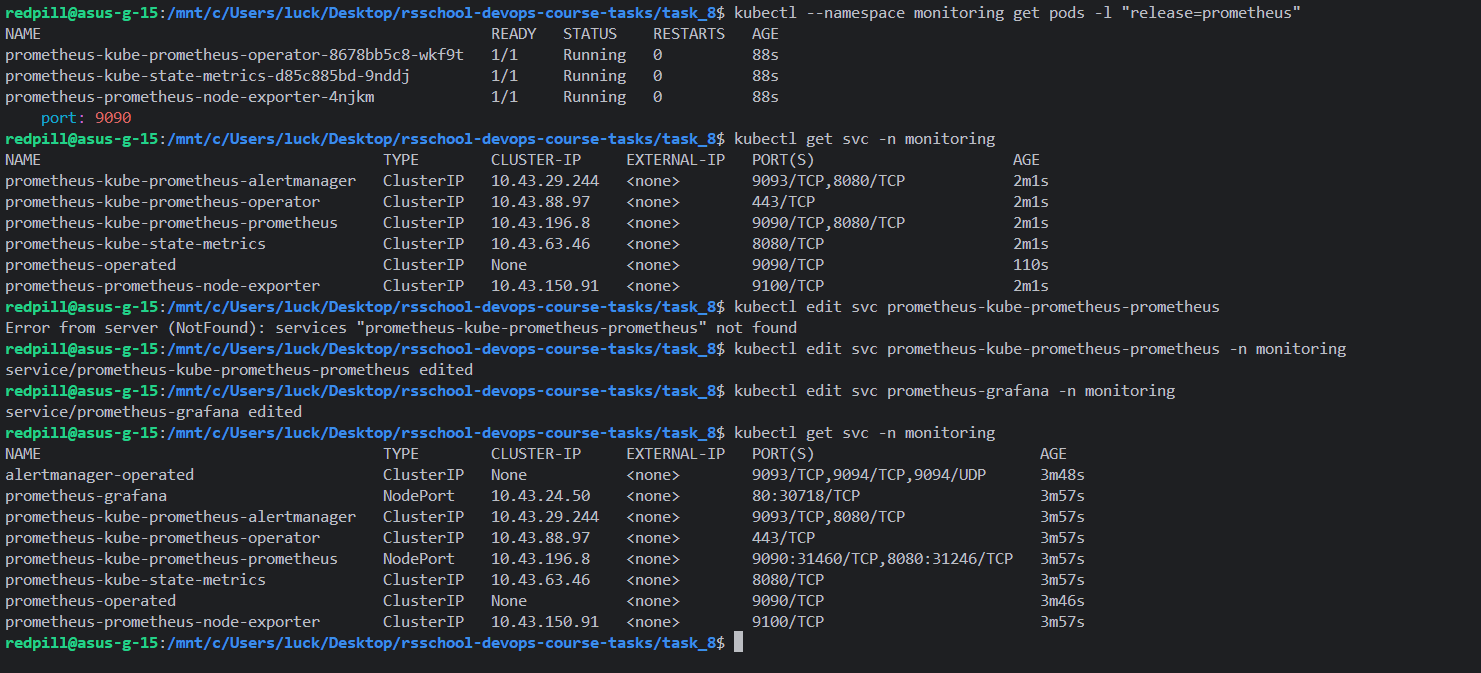 redpill@asus-g-15:/mnt/c/Users/luck/Desktop/rsschool-devops-course-tasks/task_8$ kubectl --namespace monitoring get pods -l "release=prometheus"
NAME READY STATUS RESTARTS AGE
prometheus-kube-prometheus-operator-8678bb5c8-wkf9t 1/1 Running 0 88s
prometheus-kube-state-metrics-d85c885bd-9nddj 1/1 Running 0 88s
prometheus-prometheus-node-exporter-4njkm 1/1 Running 0 88s
port: 9090
redpill@asus-g-15:/mnt/c/Users/luck/Desktop/rsschool-devops-course-tasks/task_8$ kubectl get svc -n monitoring
NAME TYPE CLUSTER-IP EXTERNAL-IP PORT(S) AGE
prometheus-kube-prometheus-alertmanager ClusterIP 10.43.29.244 <none> 9093/TCP,8080/TCP 2m1s
prometheus-kube-prometheus-operator ClusterIP 10.43.88.97 <none> 443/TCP 2m1s
prometheus-kube-prometheus-prometheus ClusterIP 10.43.196.8 <none> 9090/TCP,8080/TCP 2m1s
prometheus-kube-state-metrics ClusterIP 10.43.63.46 <none> 8080/TCP 2m1s
prometheus-operated ClusterIP None <none> 9090/TCP 110s
prometheus-prometheus-node-exporter ClusterIP 10.43.150.91 <none> 9100/TCP 2m1s
redpill@asus-g-15:/mnt/c/Users/luck/Desktop/rsschool-devops-course-tasks/task_8$ kubectl edit svc prometheus-kube-prometheus-prometheus
Error from server (NotFound): services "prometheus-kube-prometheus-prometheus" not found
redpill@asus-g-15:/mnt/c/Users/luck/Desktop/rsschool-devops-course-tasks/task_8$ kubectl edit svc prometheus-kube-prometheus-prometheus -n monitoring
service/prometheus-kube-prometheus-prometheus edited
redpill@asus-g-15:/mnt/c/Users/luck/Desktop/rsschool-devops-course-tasks/task_8$ kubectl edit svc prometheus-grafana -n monitoring
service/prometheus-grafana edited
redpill@asus-g-15:/mnt/c/Users/luck/Desktop/rsschool-devops-course-tasks/task_8$ kubectl get svc -n monitoring
NAME TYPE CLUSTER-IP EXTERNAL-IP PORT(S) AGE
alertmanager-operated ClusterIP None <none> 9093/TCP,9094/TCP,9094/UDP 3m48s
prometheus-grafana NodePort 10.43.24.50 <none> 80:30718/TCP 3m57s
prometheus-kube-prometheus-alertmanager ClusterIP 10.43.29.244 <none> 9093/TCP,8080/TCP 3m57s
prometheus-kube-prometheus-operator ClusterIP 10.43.88.97 <none> 443/TCP 3m57s
prometheus-kube-prometheus-prometheus NodePort 10.43.196.8 <none> 9090:31460/TCP,8080:31246/TCP 3m57s
prometheus-kube-state-metrics ClusterIP 10.43.63.46 <none> 8080/TCP 3m57s
prometheus-operated ClusterIP None <none> 9090/TCP 3m46s
prometheus-prometheus-node-exporter ClusterIP 10.43.150.91 <none> 9100/TCP 3m57s
redpill@asus-g-15:/mnt/c/Users/luck/Desktop/rsschool-devops-course-tasks/task_8$